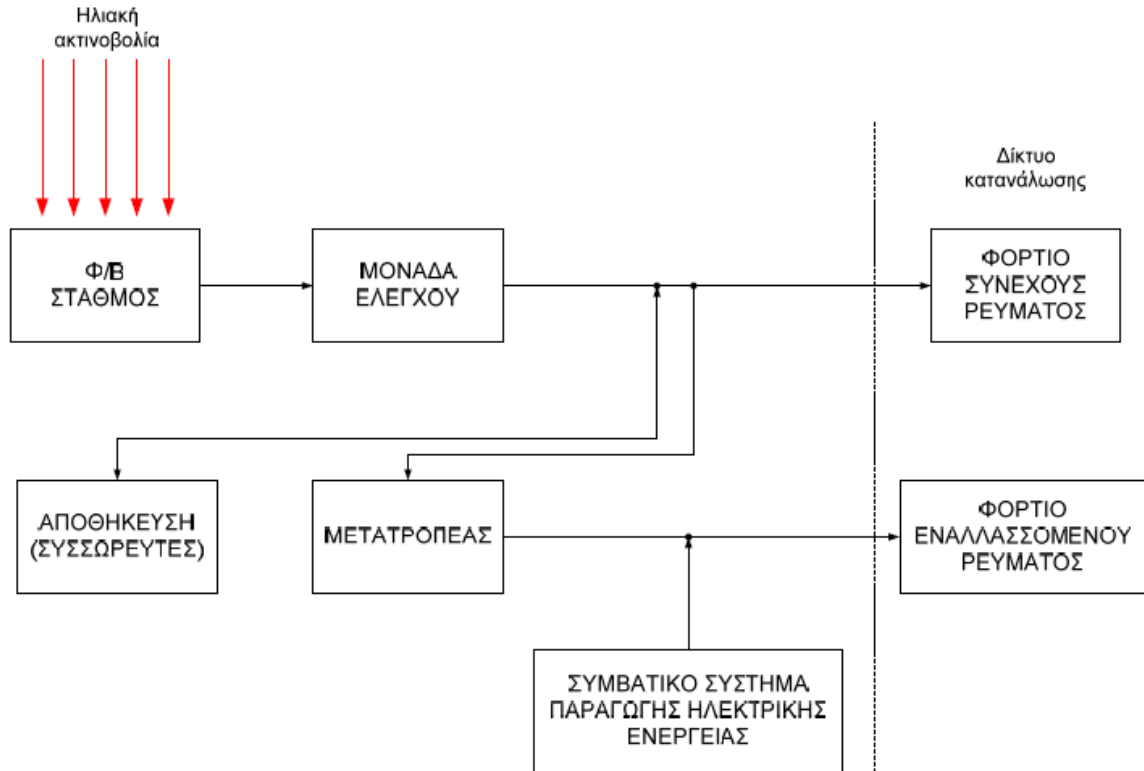 Ηλιακή
ακτινοβολία
Δίκτυο
κατανάλωσης
Φ/Β
ΣΤΑΘΜΟΣ
ΜΟΝΑΔΑ
ΕΛΕΓΧΟΥ
ΦΟΡΤΙΟ
ΣΥΝΕΧΟΥΣ
ΡΕΥΜΑΤΟΣ
ΑΠΟΘΗΚΕΥΣΗ
(ΣΥΣΣΩΡΕΥΤΕΣ)
ΜΕΤΑΤΡΟΠΕΑΣ
ΦΟΡΤΙΟ
ΕΝΑΛΛΑΣΣΟΜΕΝΟΥ
ΡΕΥΜΑΤΟΣ
ΣΥΜΒΑΤΙΚΟ ΣΥΣΤΗΜΑ
ΠΑΡΑΓΩΓΗΣ ΗΛΕΚΤΡΙΚΗΣ
ΕΝΕΡΓΕΙΑΣ